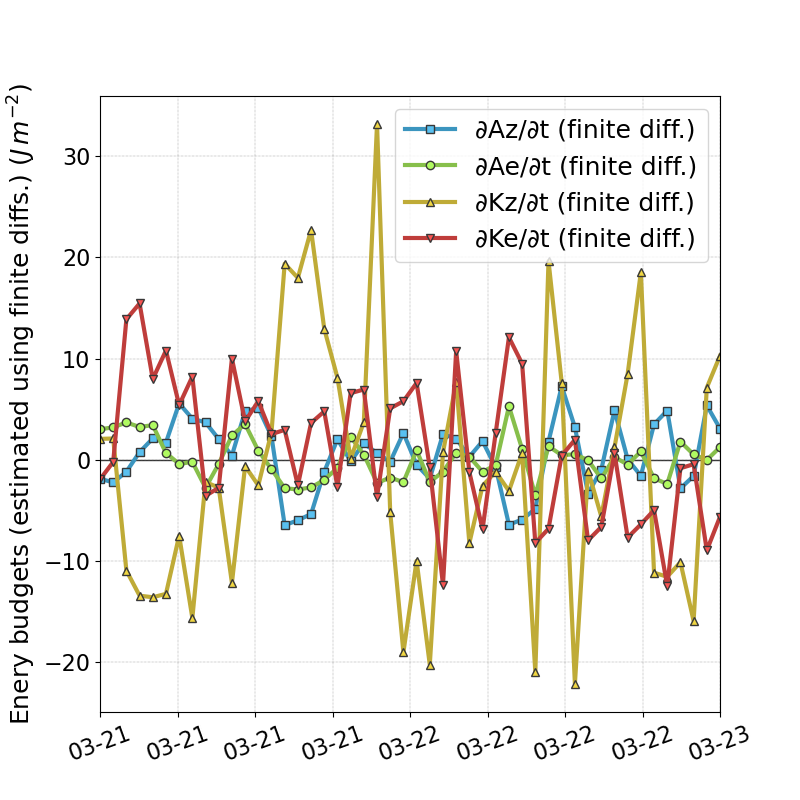 ∂Az/∂t (finite diff.)
∂Ae/∂t (finite diff.)
∂Kz/∂t (finite diff.)
∂Ke/∂t (finite diff.)
Enery budgets (estimated using finite diffs.) (J m⁻²)
30
20
10
0
−10
−20
03-21 03-21 03-21 03-21 03-22 03-22 03-22 03-22 03-23